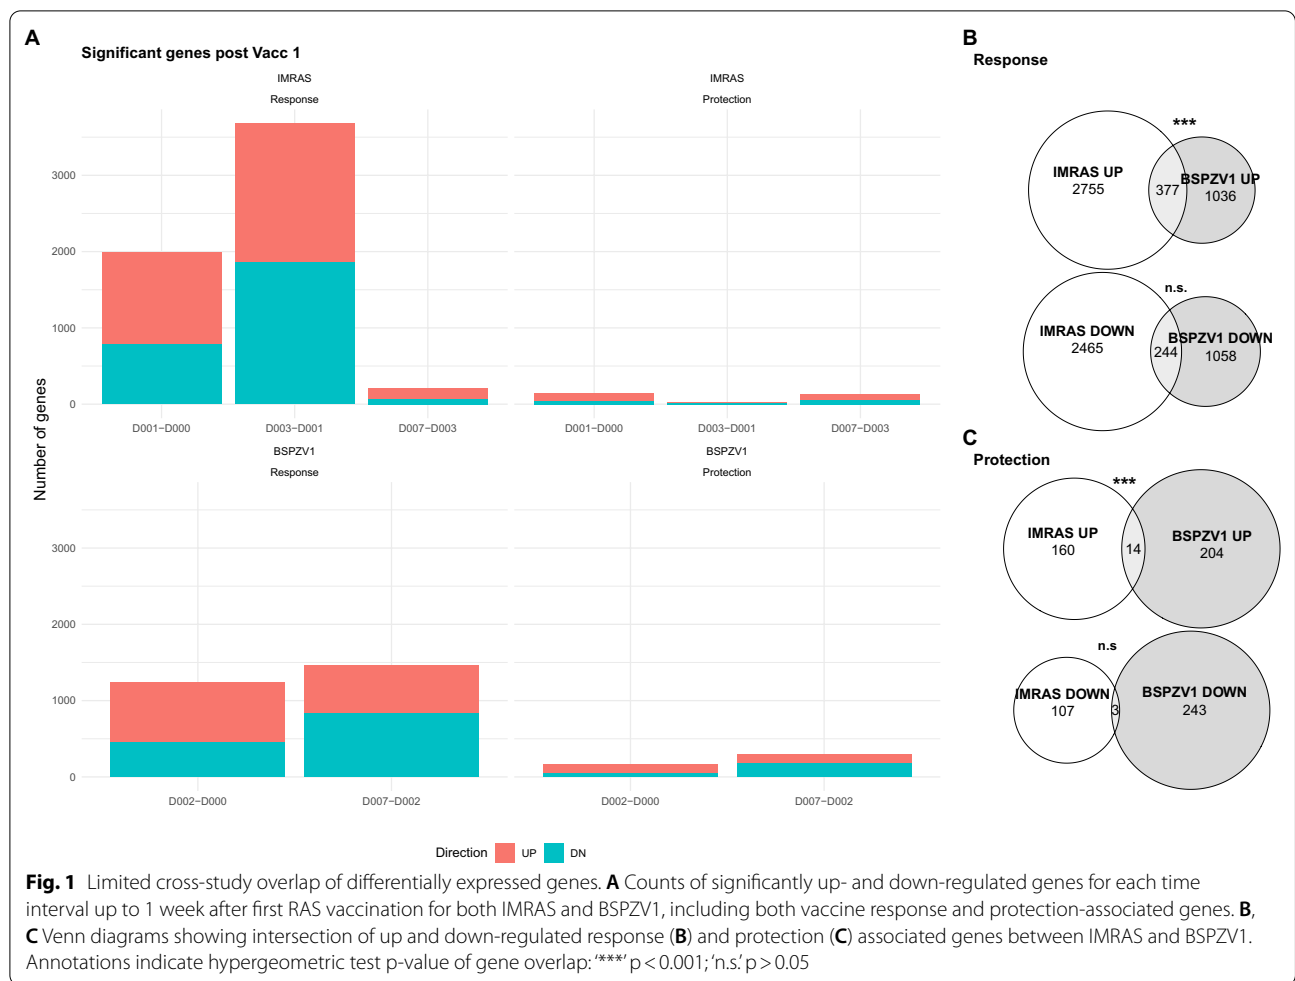 A
Significant genes post Vacc 1
IMRAS
Response
IMRAS
Protection
Number of genes
3000
2000
1000
0
D001−D000
D003−D001
D007−D003
D001−D000
D003−D001
D007−D003
BSPZV1
Response
BSPZV1
Protection
3000
2000
1000
0
D002−D000
D007−D002
D002−D000
D007−D002
Direction
UP
DN
B
Response
***
IMRAS UP
2755
377
BSPZV1 UP
1036
n.s.
IMRAS DOWN
2465
244
BSPZV1 DOWN
1058
C
Protection
***
IMRAS UP
160
14
BSPZV1 UP
204
n.s
IMRAS DOWN
107
3
BSPZV1 DOWN
243
Fig. 1 Limited cross-study overlap of differentially expressed genes. A Counts of significantly up- and down-regulated genes for each time
interval up to 1 week after first RAS vaccination for both IMRAS and BSPZV1, including both vaccine response and protection-associated genes. B,
C Venn diagrams showing intersection of up and down-regulated response (B) and protection (C) associated genes between IMRAS and BSPZV1.
Annotations indicate hypergeometric test p-value of gene overlap: ‘***’ p < 0.001; ‘n.s.’ p > 0.05